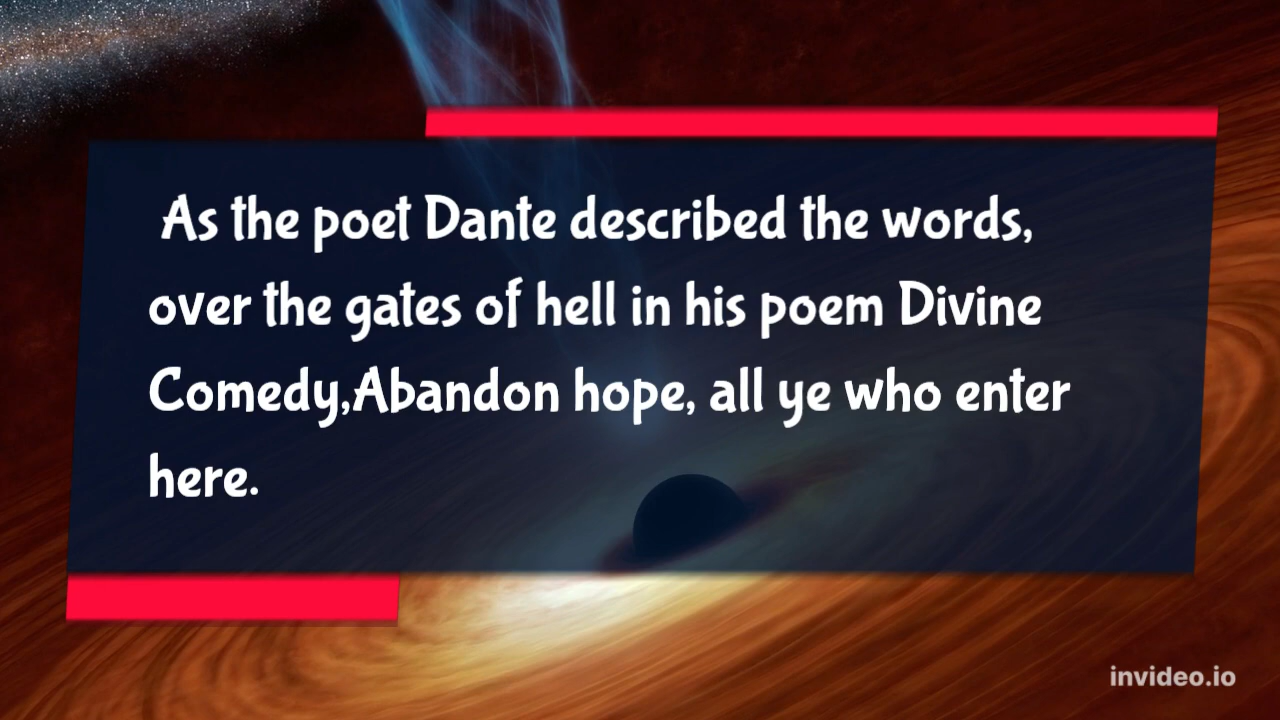 As the poet Dante described the words,
over the gates of hell in his poem Divine
Comedy,Abandon hope, all ye who enter
here.
invideo.io